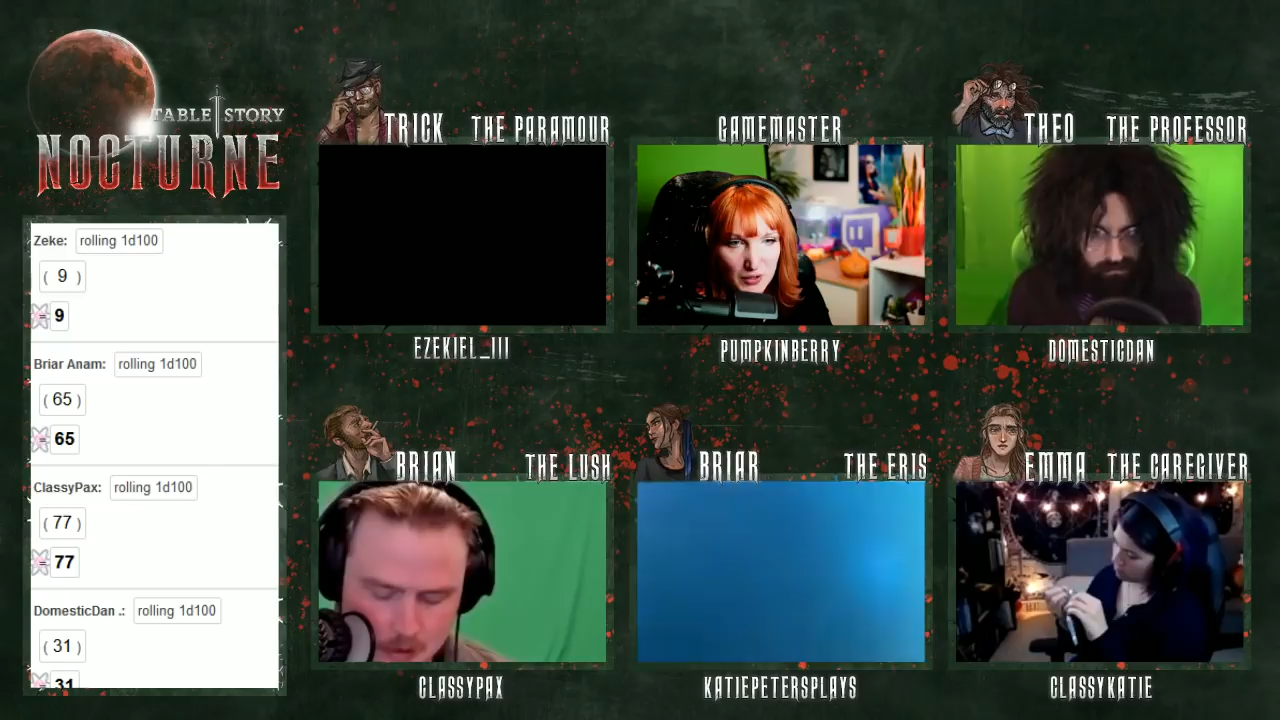 TABLE STORY
NOCTURNE
Zeke: rolling 1d100
( 9 )
= 9
Briar Anam: rolling 1d100
( 65 )
= 65
ClassyPax: rolling 1d100
( 77 )
= 77
DomesticDan .: rolling 1d100
( 31 )
= 31
TRICK THE PARAMOUR
EZEKIEL_III
GAMEMASTER
PUMPKINBERRY
THEO THE PROFESSOR
DOMESTICDAN
BRIAN THE LUSH
CLASSYPAX
BRIAR THE ERIS
KATIEPETERSPLAYS
EMMA THE CAREGIVER
CLASSYKATIE